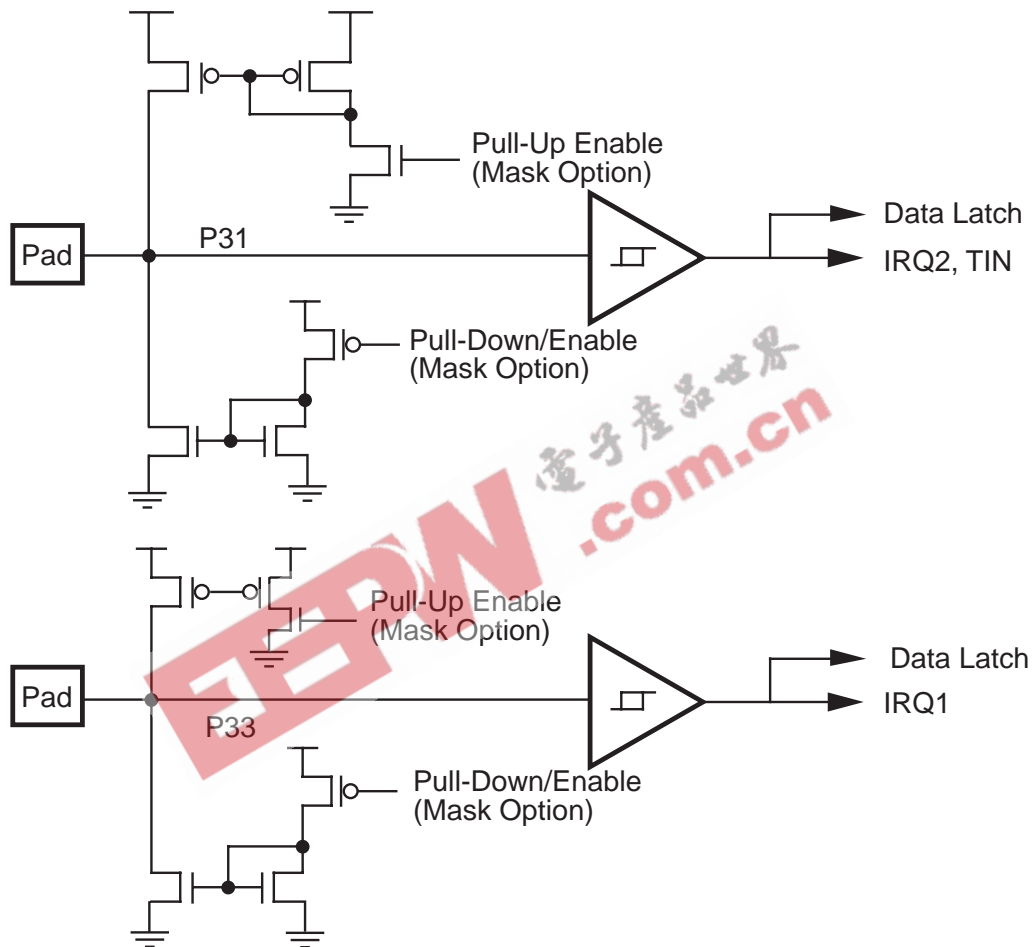 Pull-Up Enable
(Mask Option)
Pad
P31
Data Latch
IRQ2, TIN
Pull-Down/Enable
(Mask Option)
電子產品世界
EEPW.com.cn
Pull-Up Enable
(Mask Option)
Pad
P33
Data Latch
IRQ1
Pull-Down/Enable
(Mask Option)